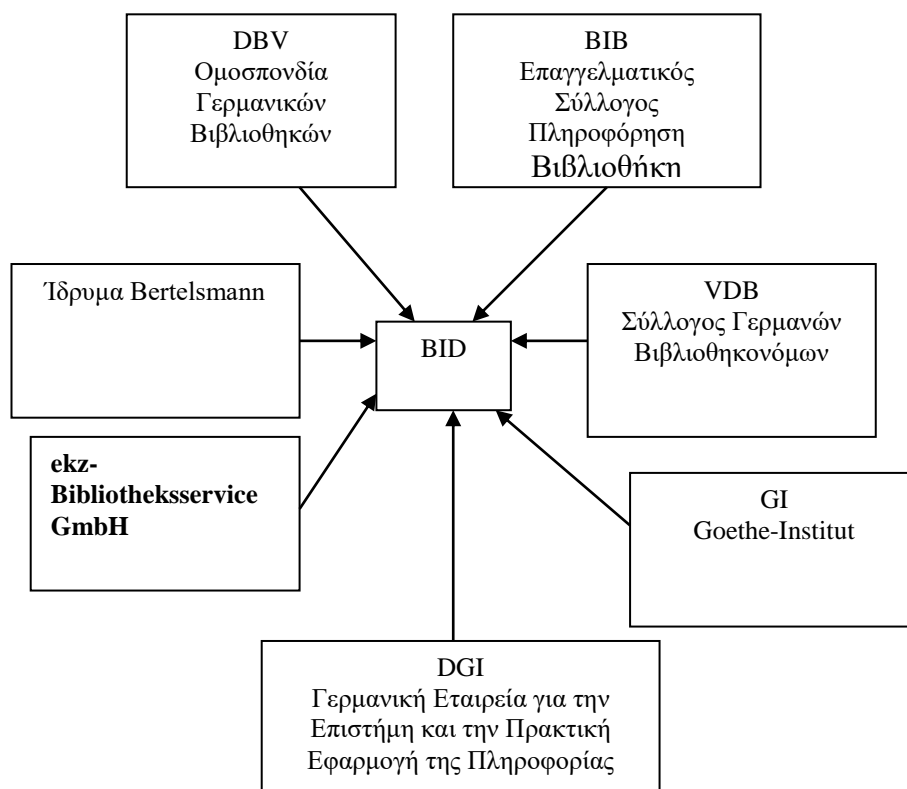 DBV
Ομοσπονδία
Γερμανικών
Βιβλιοθηκών
BIB
Επαγγελματικός
Σύλλογος
Πληροφόρηση
Βιβλιοθήκη
Ίδρυμα Bertelsmann
BID
VDB
Σύλλογος Γερμανών
Βιβλιοθηκονόμων
ekz-
Bibliotheksservice
GmbH
GI
Goethe-Institut
DGI
Γερμανική Εταιρεία για την
Επιστήμη και την Πρακτική
Εφαρμογή της Πληροφορίας